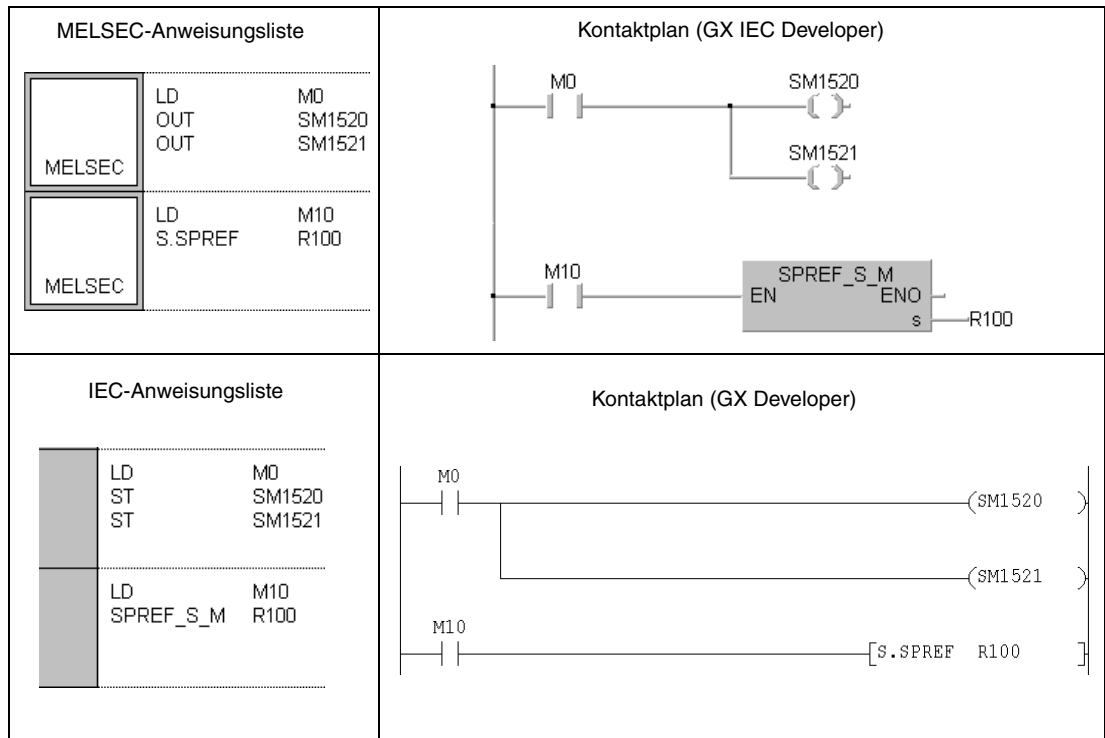 MELSEC-Anweisungsliste
LD M0
OUT SM1520
OUT SM1521
MELSEC
LD M10
S.SPREF R100
MELSEC
Kontaktplan (GX IEC Developer)
M0 SM1520
SM1521
M10 SPREF_S_M
EN ENO
s R100
IEC-Anweisungsliste
LD M0
ST SM1520
ST SM1521
LD M10
SPREF_S_M R100
Kontaktplan (GX Developer)
M0
SM1520
SM1521
M10
S.SPREF R100